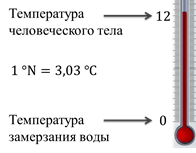 Температура
человеческого тела
12
1 °N = 3,03 °C
Температура
замерзания воды
0